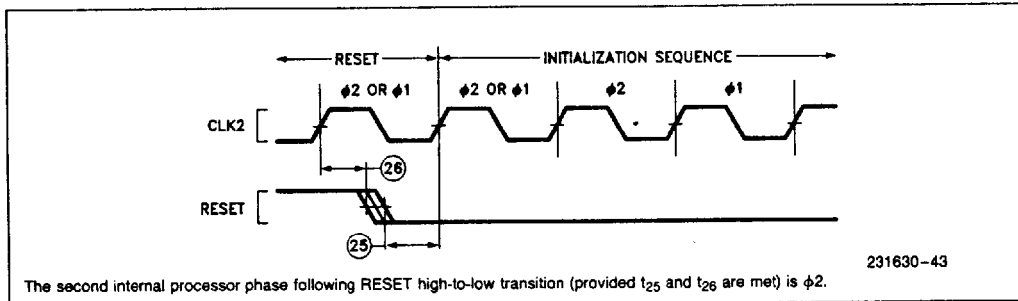 RESET INITIALIZATION SEQUENCE
ϕ2 OR ϕ1 ϕ2 OR ϕ1 ϕ2 ϕ1
CLK2
26
RESET
25
231630-43
The second internal processor phase following RESET high-to-low transition (provided t25 and t26 are met) is ϕ2.